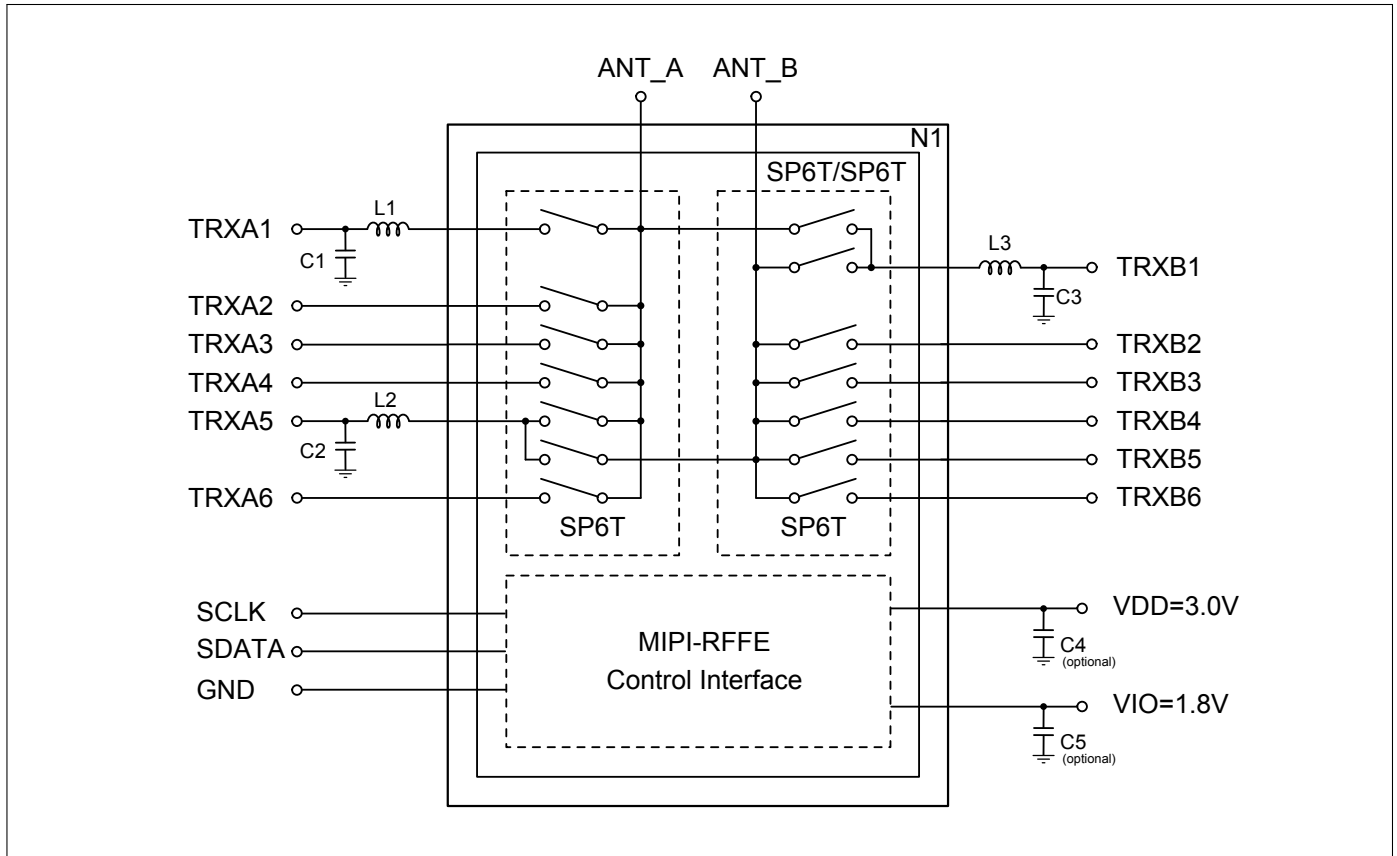 ANT_A ANT_B
N1
SP6T/SP6T
TRXA1
L1
C1
TRXA2
TRXA3
TRXA4
TRXA5
L2
C2
TRXA6
SP6T
SP6T
L3
TRXB1
C3
TRXB2
TRXB3
TRXB4
TRXB5
TRXB6
SCLK
SDATA
GND
MIPI-RFFE
Control Interface
VDD=3.0V
C4
(optional)
VIO=1.8V
C5
(optional)